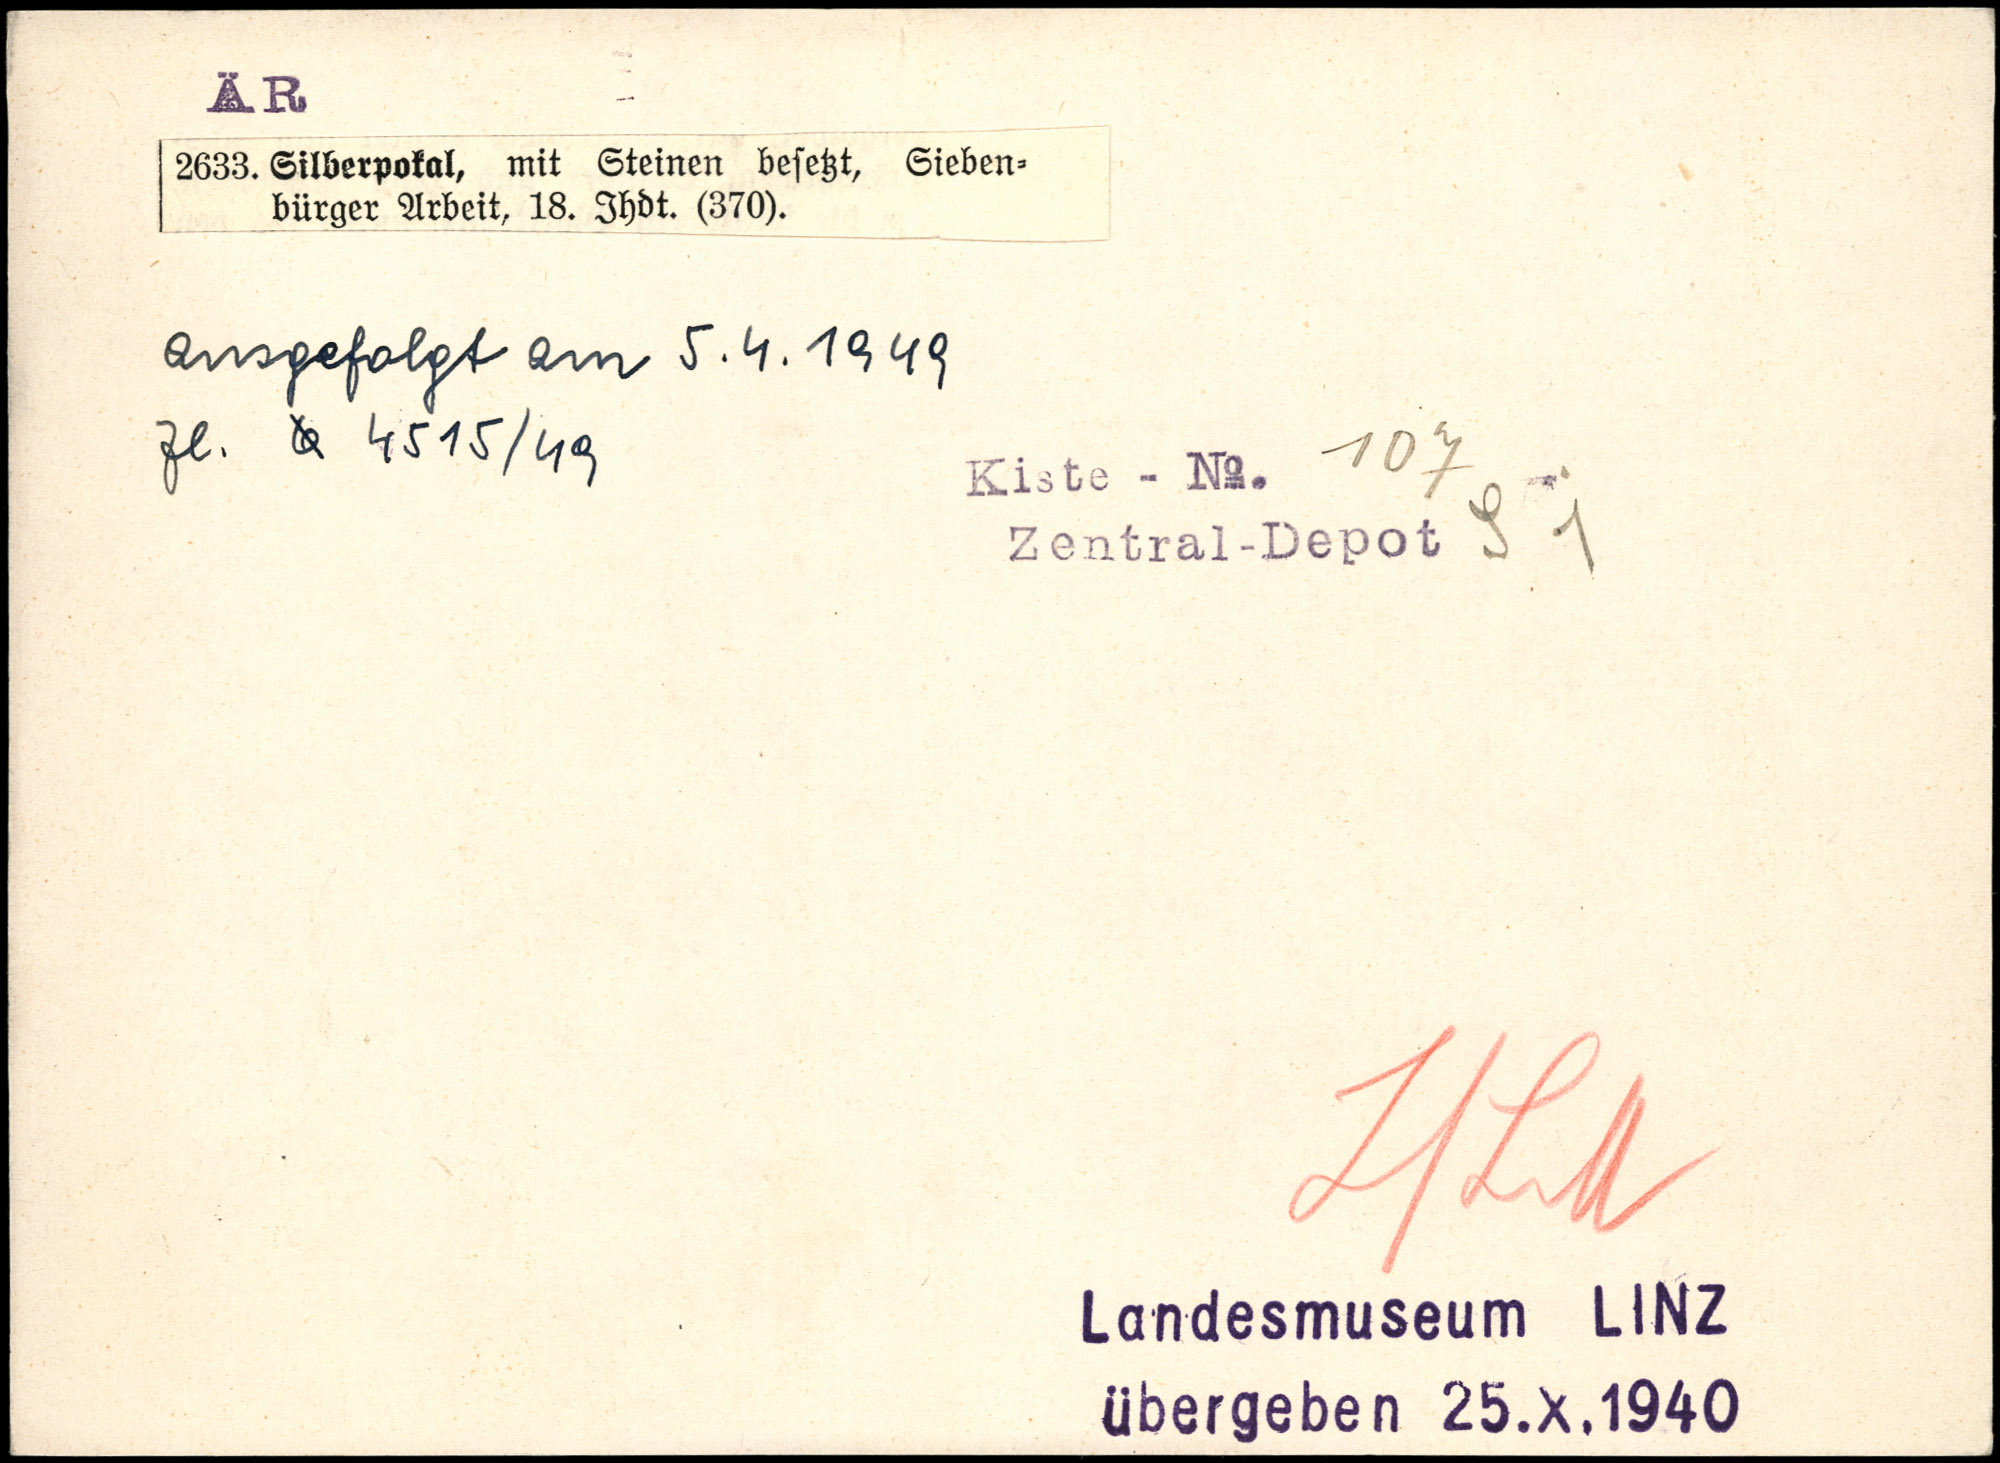 ÄR
2633. Silberpokal, mit Steinen besetzt, Sieben-
bürger Arbeit, 18. Jhdt. (370).
ausgefolgt am 5.4.1949
Zl. 4515/49
Kiste - №. 107
Zentral-Depot S 1
Landesmuseum LINZ
übergeben 25.X.1940